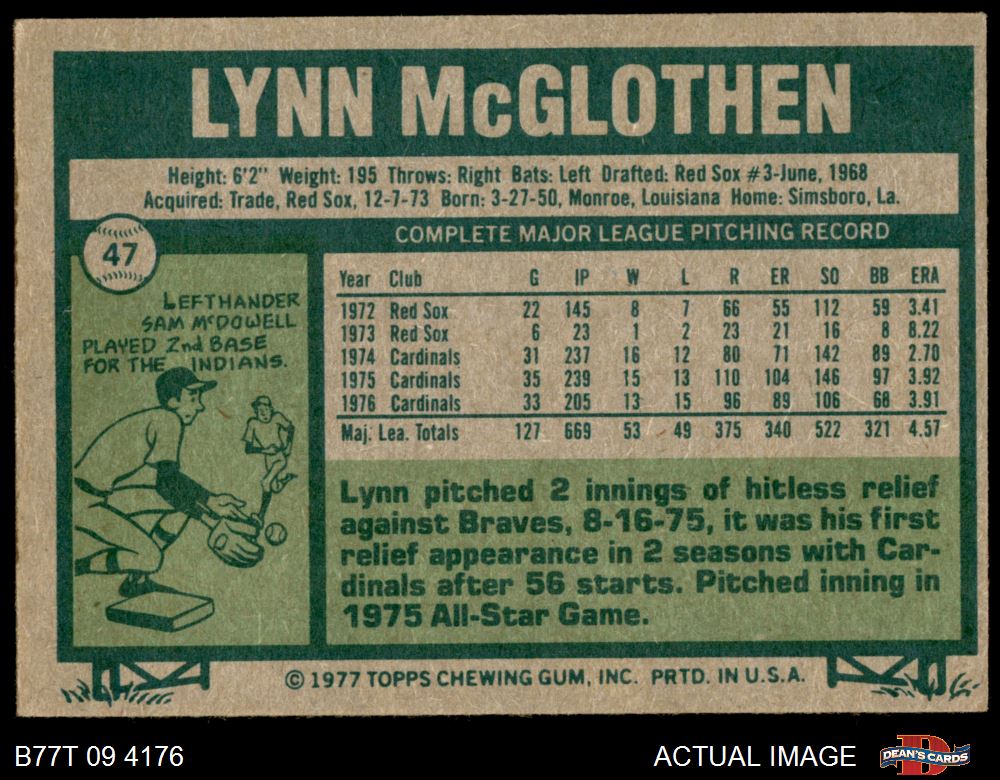 LYNN McGLOTHEN
Height: 6'2" Weight: 195 Throws: Right Bats: Left Drafted: Red Sox #3-June, 1968
Acquired: Trade, Red Sox, 12-7-73 Born: 3-27-50, Monroe, Louisiana Home: Simsboro, La.
47
LEFTHANDER
SAM McDOWELL
PLAYED 2nd BASE
FOR THE INDIANS.
COMPLETE MAJOR LEAGUE PITCHING RECORD
Year Club G IP W L R ER SO BB ERA
1972 Red Sox 22 145 8 7 66 55 112 59 3.41
1973 Red Sox 6 23 1 2 23 21 16 8 8.22
1974 Cardinals 31 237 16 12 80 71 142 89 2.70
1975 Cardinals 35 239 15 13 110 104 146 97 3.92
1976 Cardinals 33 205 13 15 96 89 106 68 3.91
Maj. Lea. Totals 127 669 53 49 375 340 522 321 4.57
Lynn pitched 2 innings of hitless relief
against Braves, 8-16-75, it was his first
relief appearance in 2 seasons with Car-
dinals after 56 starts. Pitched inning in
1975 All-Star Game.
© 1977 TOPPS CHEWING GUM, INC. PRTD. IN U.S.A.
B77T 09 4176
ACTUAL IMAGE
DEAN'S CARDS